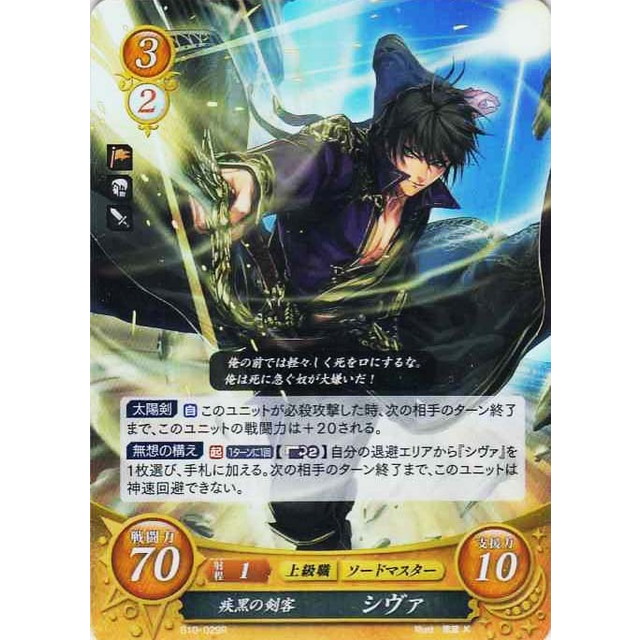 3
2
俺の前では軽々しく死を口にするな。
俺は死に急ぐ奴が大嫌いだ!
太陽剣 自 このユニットが必殺攻撃した時、次の相手のターン終了
まで、このユニットの戦闘力は+20される。
無想の構え 起 1ターンに1回 自分の退避エリアから『シヴァ』を
1枚選び、手札に加える。次の相手のターン終了まで、このユニットは
神速回避できない。
戦闘力
70
射程 1
上級職
ソードマスター
支援力
10
疾黒の剣客 シヴァ
B10-029R
Illust.
K